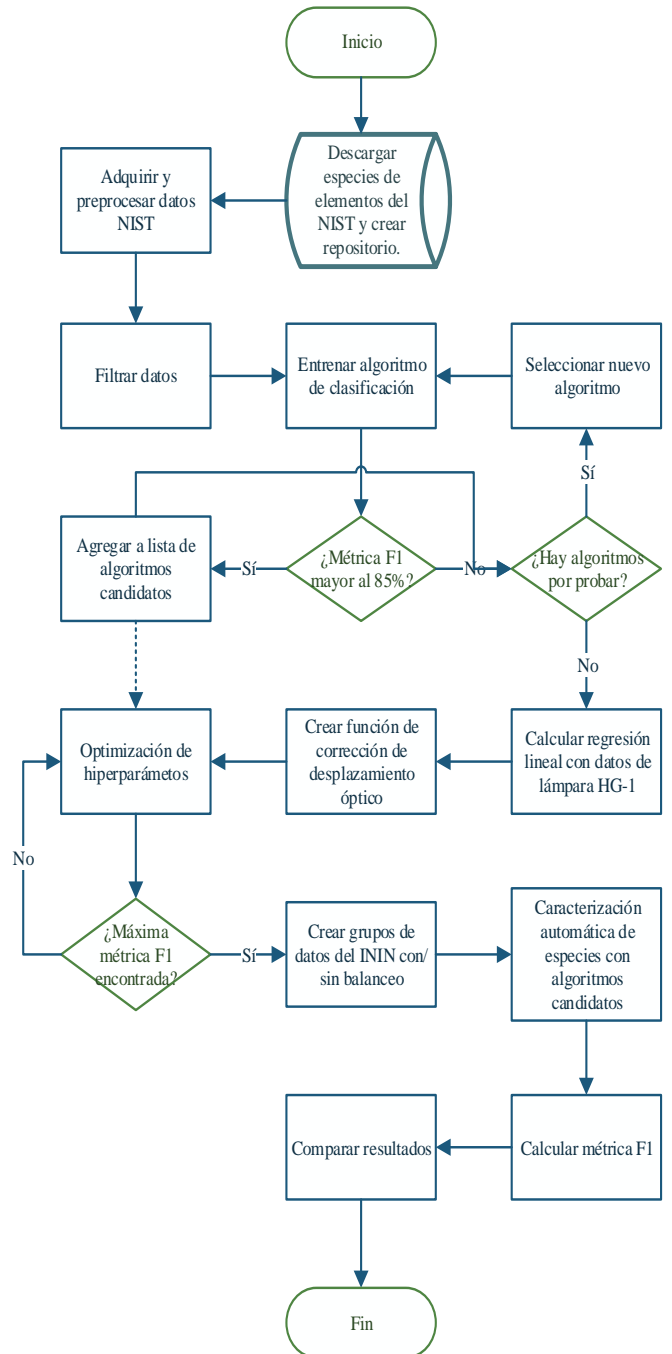 Inicio
Descargar
especies de
elementos del
NIST y crear
repositorio.
Adquirir y
preprocesar datos
NIST
Filtrar datos
Entrenar algoritmo
de clasificación
Seleccionar nuevo
algoritmo
Sí
Agregar a lista de
algoritmos
candidatos
Sí
¿Métrica F1
mayor al 85%?
No
¿Hay algoritmos
por probar?
No
Optimización de
hiperparámetos
Crear función de
corrección de
desplazamiento
óptico
Calcular regresión
lineal con datos de
lámpara HG-1
No
¿Máxima
métrica F1
encontrada?
Sí
Crear grupos de
datos del ININ con/
sin balanceo
Caracterización
automática de
especies con
algoritmos
candidatos
Comparar resultados
Calcular métrica F1
Fin